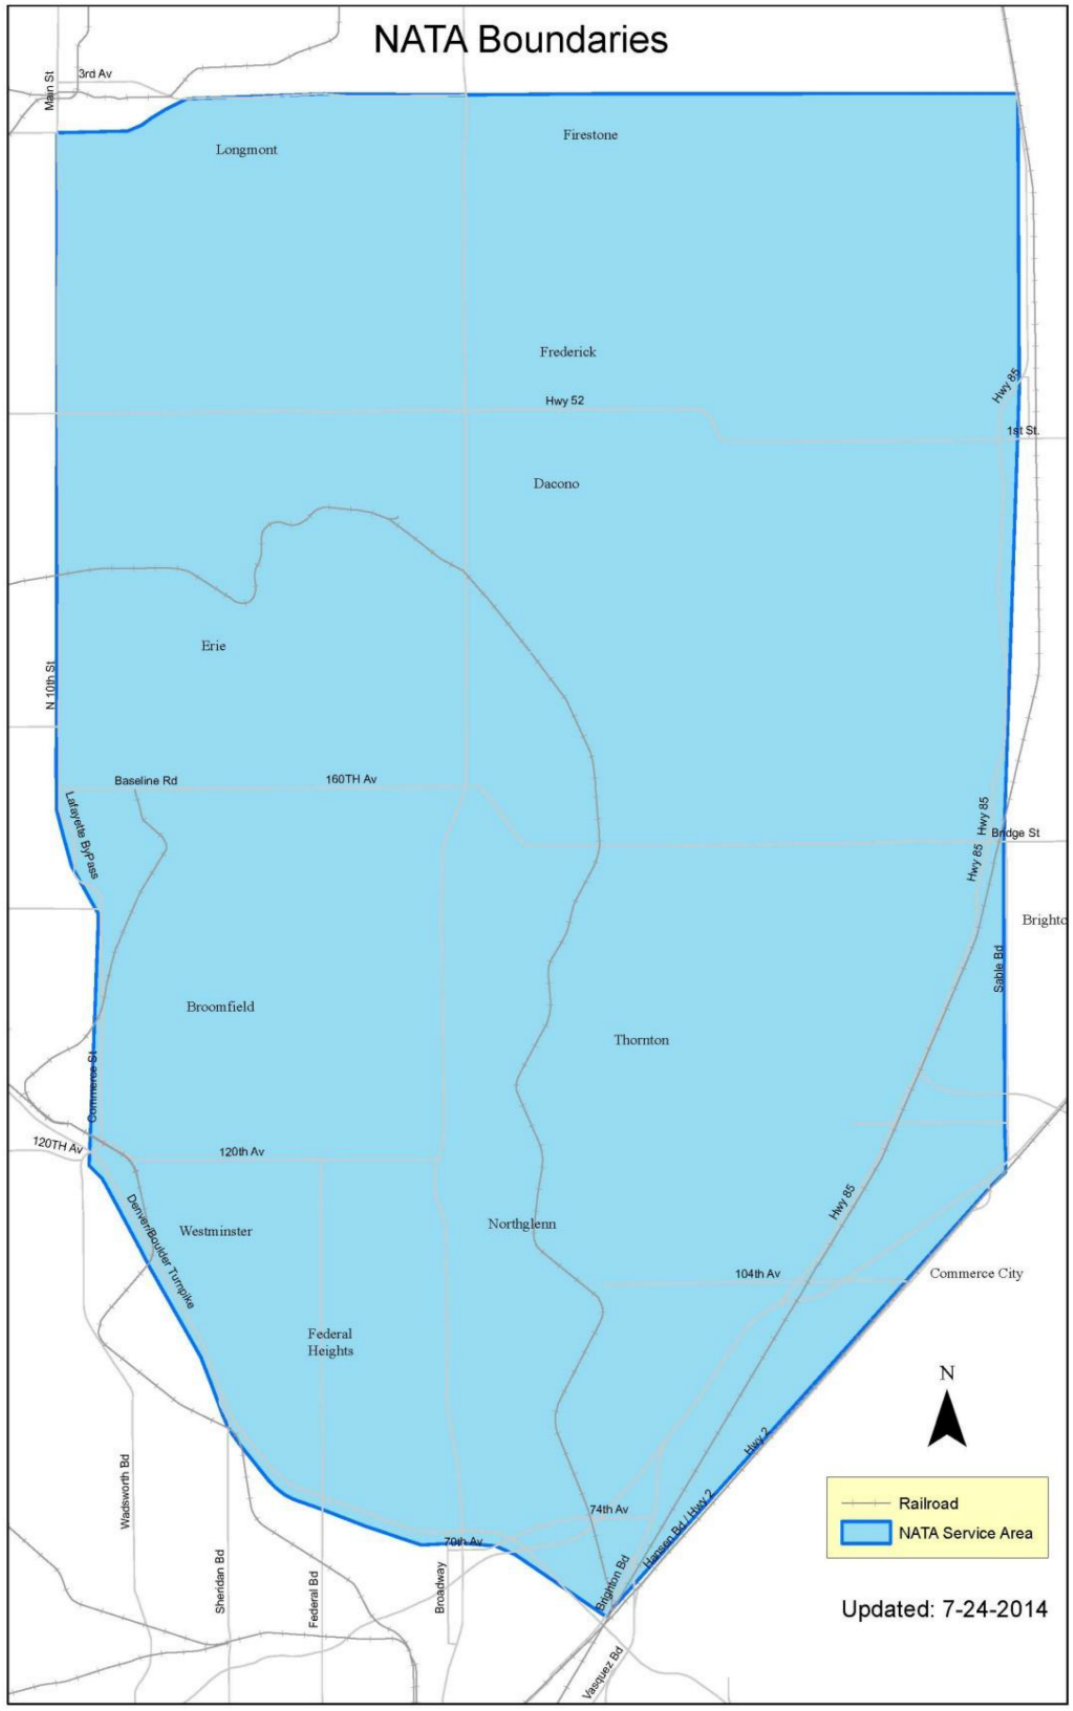 NATA Boundaries
3rd Av
Main St
Firestone
Longmont
Frederick
Hwy 85
Hwy 52
1st St.
Dacono
Erie
N 10th St
160TH Av
Baseline Rd
Lafayette ByPass
Hwy 85
Bridge St
Hwy 85
Brightc
Sable Bd
Broomfield
Thornton
Commerce St
120TH Av
120th Av
Denver/Boulder Turnpike
Westminster
Northglenn
Hwy 85
104th Av
Commerce City
Federal
Heights
N
Hwy 2
Wadsworth Bd
Railroad
74th Av
Hansen Bd / Hwy 2
NATA Service Area
70th Av
Sheridan Bd
Federal Bd
Broadway
Brighton Bd
Updated: 7-24-2014
Vasquez Bd